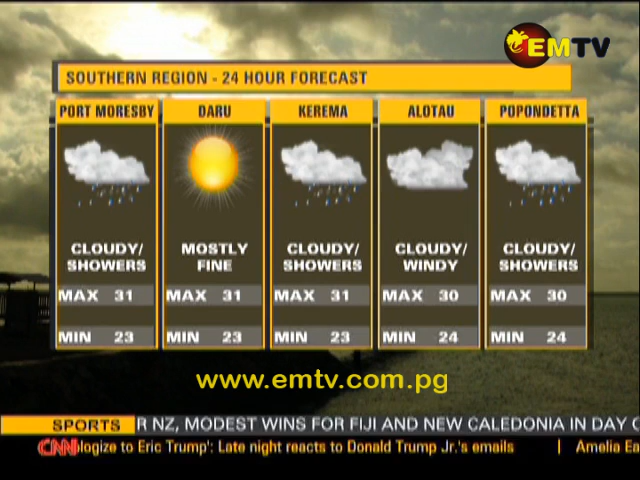 EMTV
SOUTHERN REGION - 24 HOUR FORECAST
PORT MORESBY DARU KEREMA ALOTAU POPONDETTA
CLOUDY/ MOSTLY CLOUDY/ CLOUDY/ CLOUDY/
SHOWERS FINE SHOWERS WINDY SHOWERS
MAX 31 MAX 31 MAX 31 MAX 30 MAX 30
MIN 23 MIN 23 MIN 23 MIN 24 MIN 24
www.emtv.com.pg
SPORTS R NZ, MODEST WINS FOR FIJI AND NEW CALEDONIA IN DAY
CNN ologize to Eric Trump': Late night reacts to Donald Trump Jr.'s emails | Amelia Ea